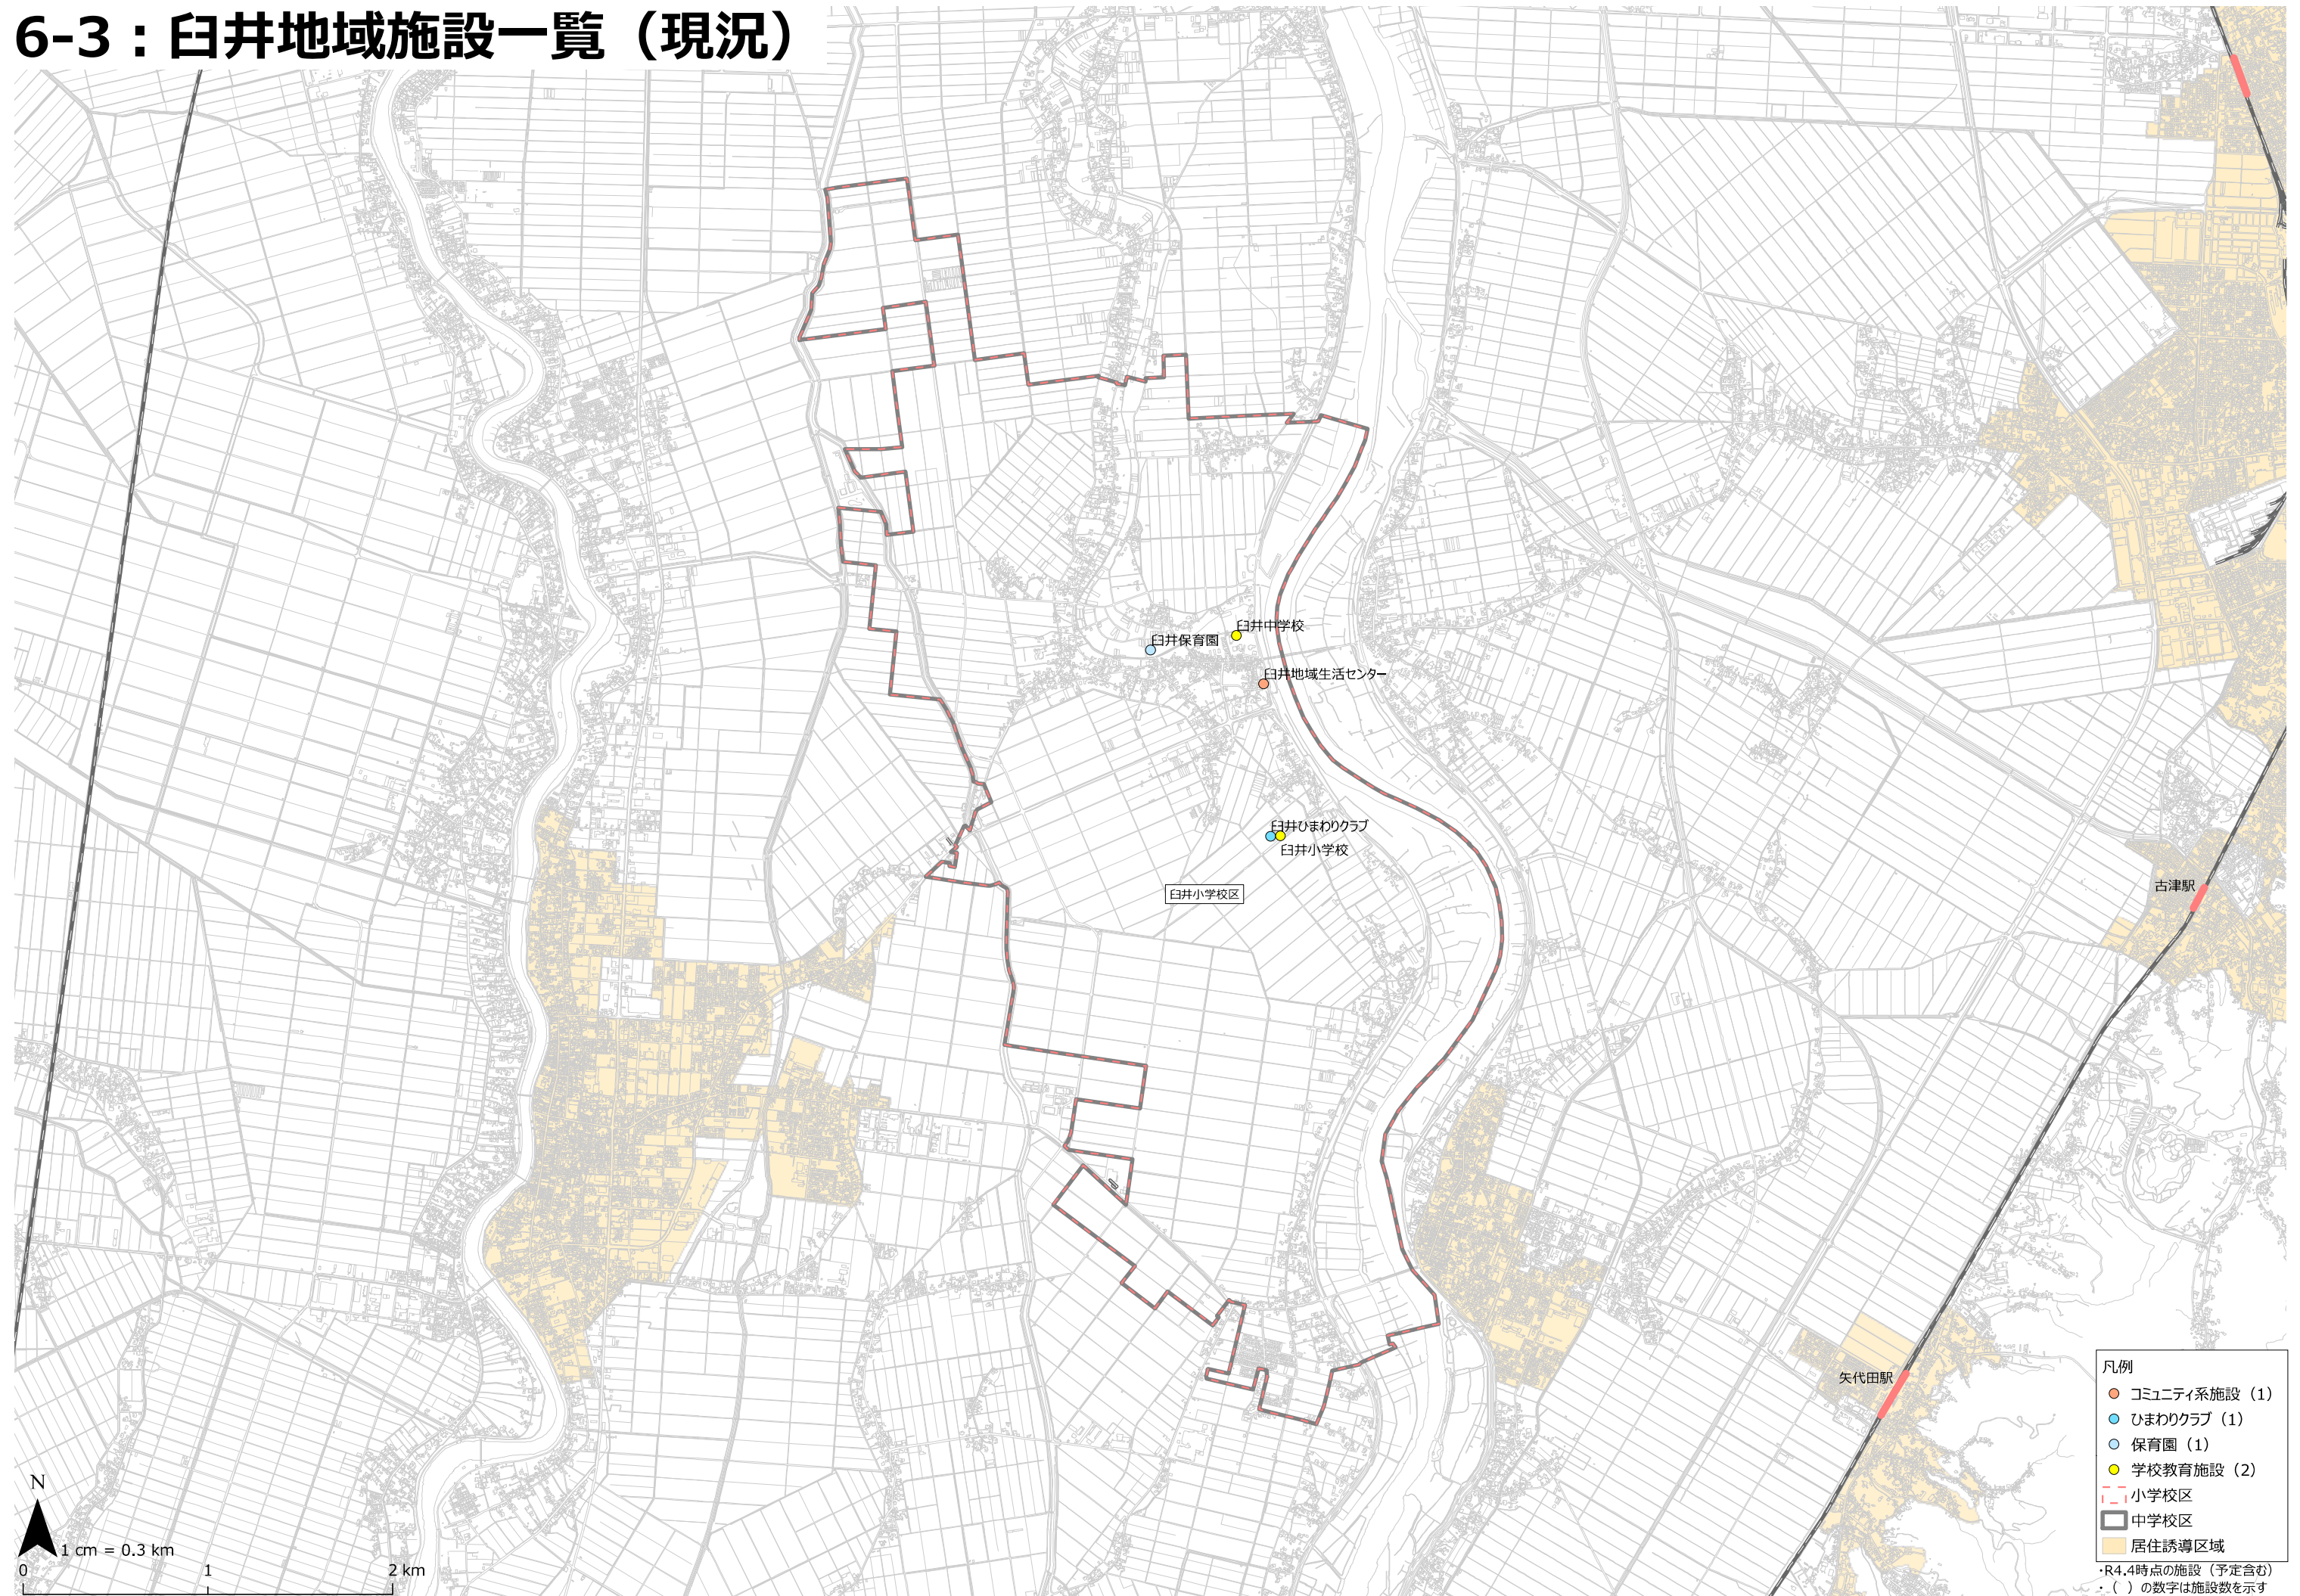 6-3：臼井地域施設一覧（現況）
臼井中学校
臼井保育園
臼井地域生活センター
臼井ひまわりクラブ
臼井小学校
臼井小学校区
古津駅
矢代田駅
凡例
コミュニティ系施設（1）
ひまわりクラブ（1）
保育園（1）
学校教育施設（2）
小学校区
中学校区
居住誘導区域
・R4.4時点の施設（予定含む）
・（ ）の数字は施設数を示す
N
1 cm = 0.3 km
0 1 2 km